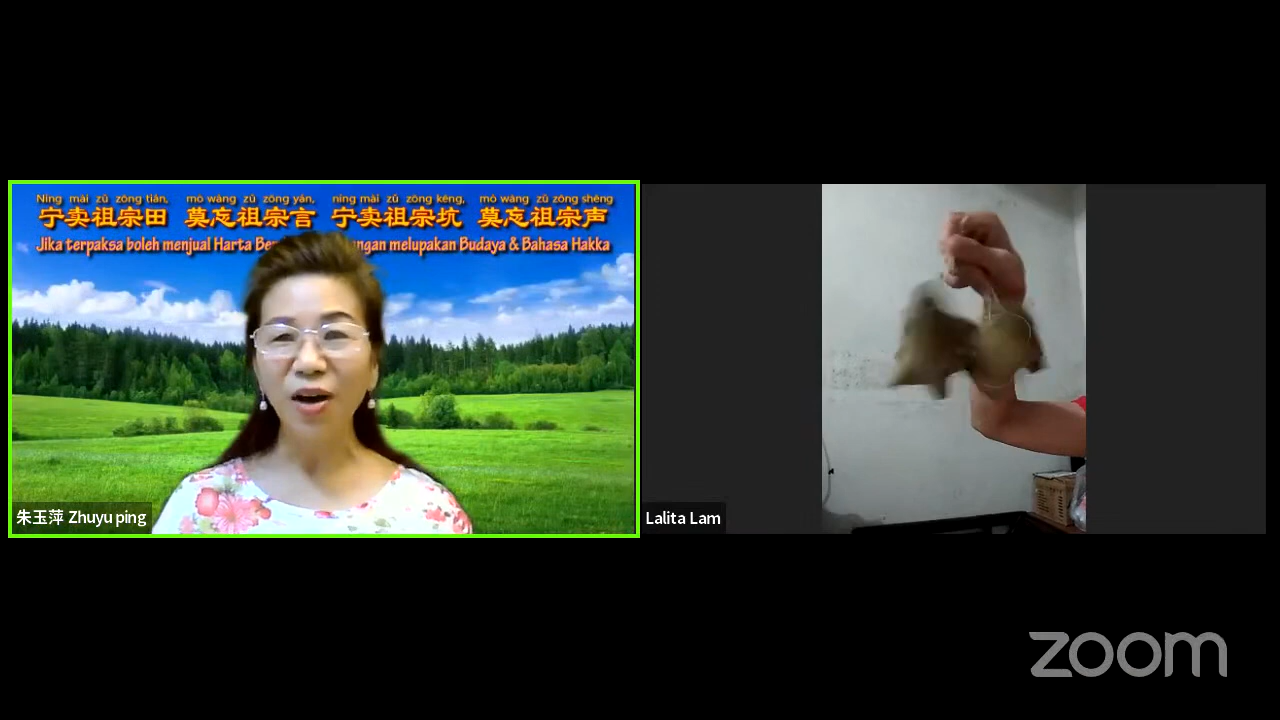 Nìng mài zǔ zōng tián, mò wàng zǔ zōng yán, nìng mài zǔ zōng kēng, mò wàng zǔ zōng shēng
宁卖祖宗田 莫忘祖宗言 宁卖祖宗坑 莫忘祖宗声
Jika terpaksa boleh menjual Harta melupakan Budaya & Bahasa Hakka
朱玉萍 Zhuyu ping
Lalita Lam
zoom